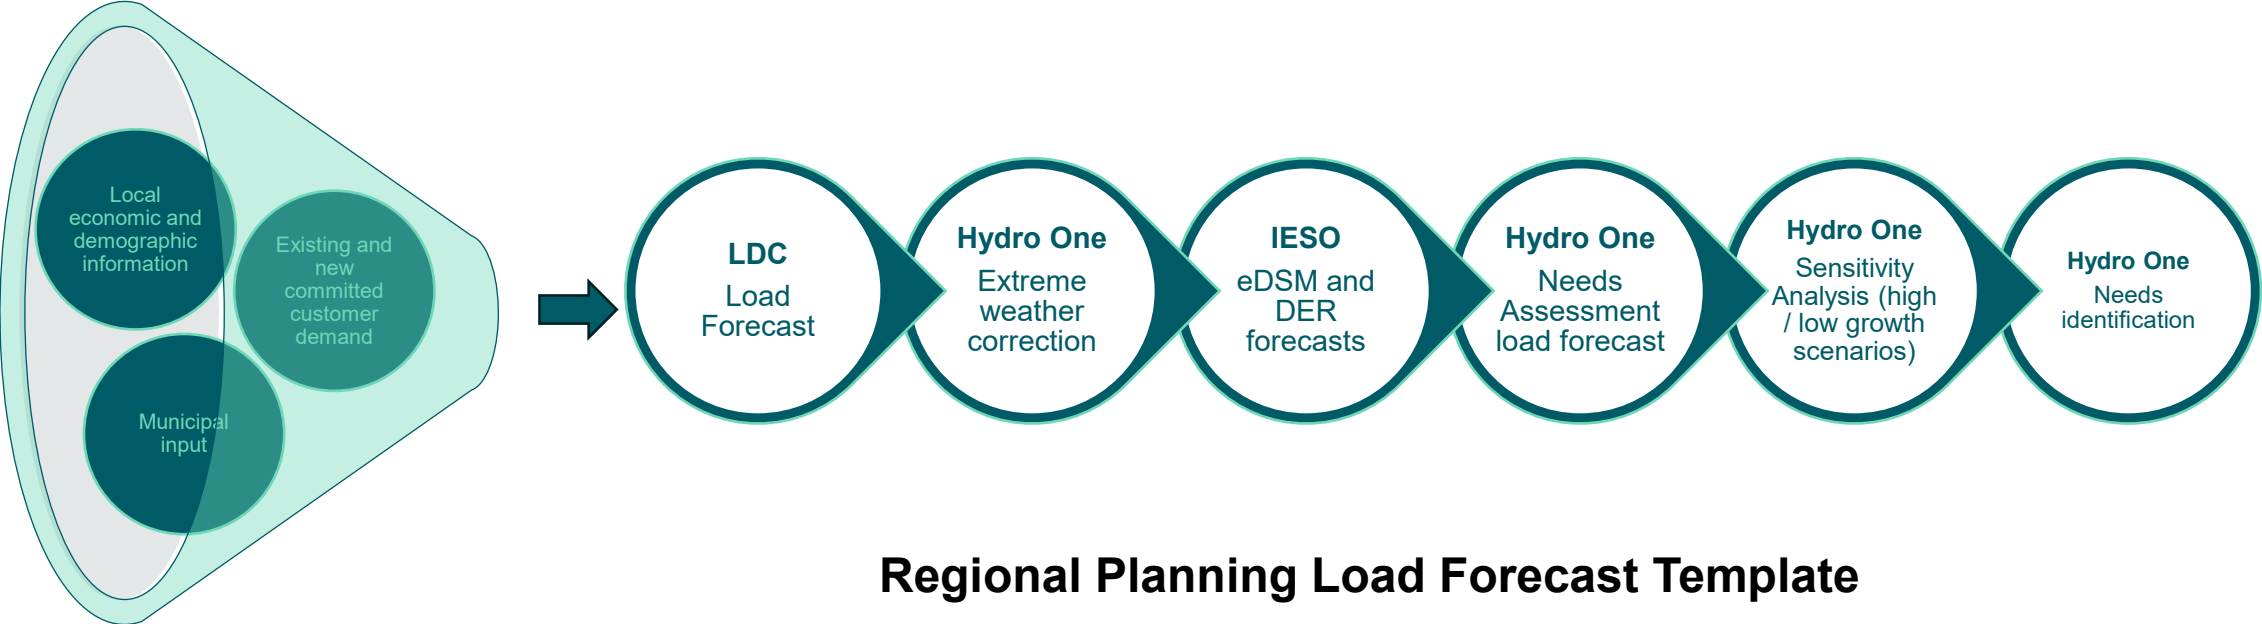 Local
economic and
demographic
information
Existing and
new
committed
customer
demand
Municipal
input
LDC
Load
Forecast
Hydro One
Extreme
weather
correction
IESO
eDSM and
DER
forecasts
Hydro One
Needs
Assessment
load forecast
Hydro One
Sensitivity
Analysis (high
/ low growth
scenarios)
Hydro One
Needs
identification
Regional Planning Load Forecast Template